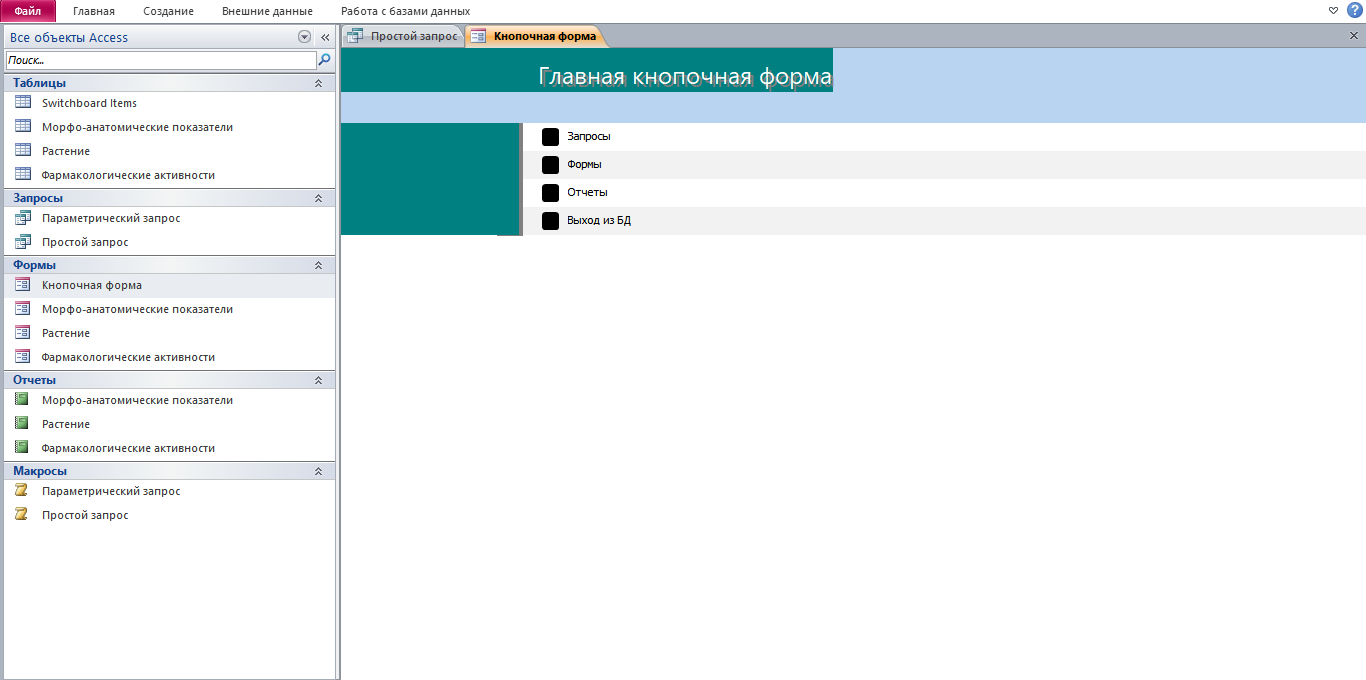 Файл Главная Создание Внешние данные Работа с базами данных
Все объекты Access
Поиск...
Таблицы
Switchboard Items
Морфо-анатомические показатели
Растение
Фармакологические активности
Запросы
Параметрический запрос
Простой запрос
Формы
Кнопочная форма
Морфо-анатомические показатели
Растение
Фармакологические активности
Отчеты
Морфо-анатомические показатели
Растение
Фармакологические активности
Макросы
Параметрический запрос
Простой запрос
Простой запрос Кнопочная форма
Главная кнопочная форма
Запросы
Формы
Отчеты
Выход из БД